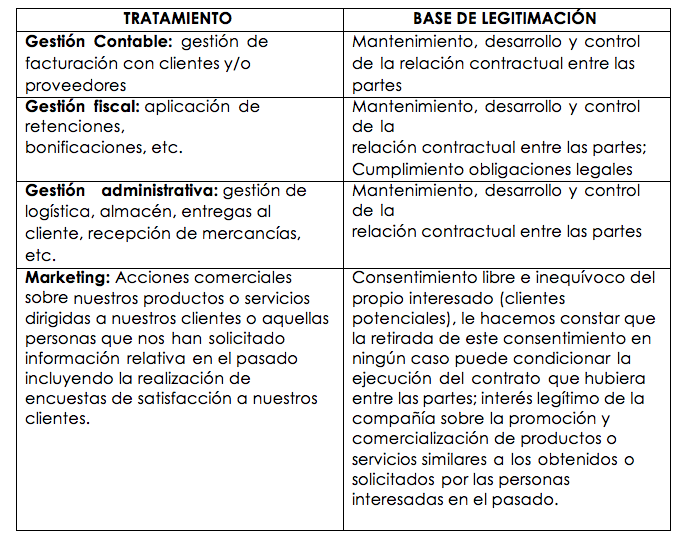 TRATAMIENTO
BASE DE LEGITIMACIÓN
Gestión Contable: gestión de
facturación con clientes y/o
proveedores
Mantenimiento, desarrollo y control
de la relación contractual entre las
partes
Gestión fiscal: aplicación de
retenciones,
bonificaciones, etc.
Mantenimiento, desarrollo y control
de la
relación contractual entre las partes;
Cumplimiento obligaciones legales
Gestión administrativa: gestión de
logística, almacén, entregas al
cliente, recepción de mercancías,
etc.
Mantenimiento, desarrollo y control
de la
relación contractual entre las partes
Marketing: Acciones comerciales
sobre nuestros productos o servicios
dirigidas a nuestros clientes o aquellas
personas que nos han solicitado
información relativa en el pasado
incluyendo la realización de
encuestas de satisfacción a nuestros
clientes.
Consentimiento libre e inequívoco del
propio interesado (clientes
potenciales), le hacemos constar que
la retirada de este consentimiento en
ningún caso puede condicionar la
ejecución del contrato que hubiera
entre las partes; interés legítimo de la
compañía sobre la promoción y
comercialización de productos o
servicios similares a los obtenidos o
solicitados por las personas
interesadas en el pasado.